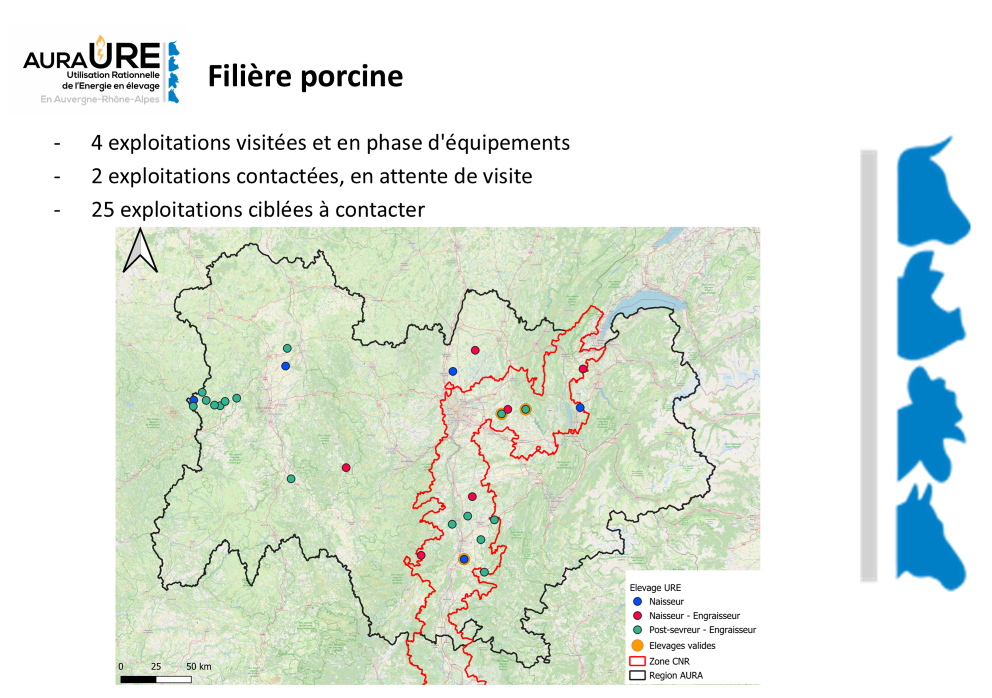 AURAURE
Utilisation Rationnelle
de l'Energie en élevage
En Auvergne-Rhône-Alpes
Filière porcine
- 4 exploitations visitées et en phase d'équipements
- 2 exploitations contactées, en attente de visite
- 25 exploitations ciblées à contacter
Elevage URE
Naisseur
Naisseur - Engraisseur
Post-sevreur - Engraisseur
Elevages valides
Zone CNR
Region AURA
0 25 50 km